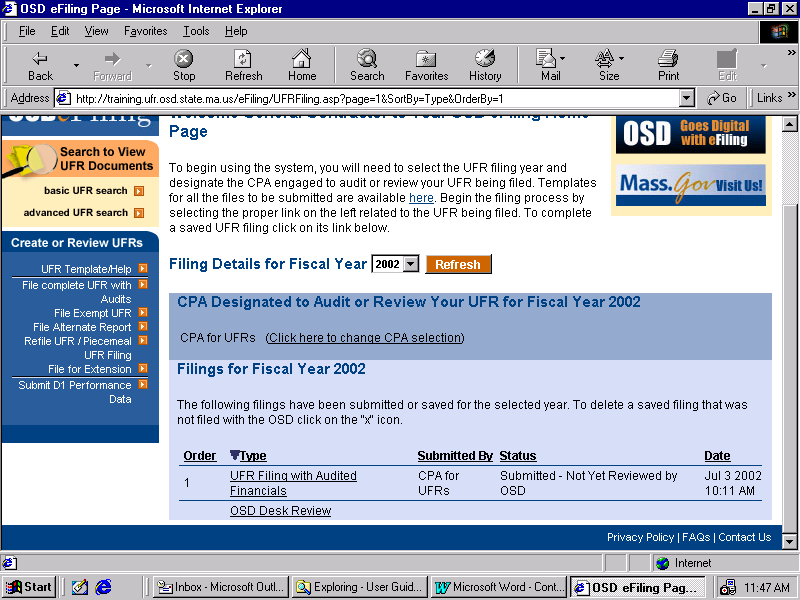 OSD eFiling Page - Microsoft Internet Explorer
File Edit View Favorites Tools Help
Back Forward Stop Refresh Home Search Favorites History Mail Size Print Edit
Address http://training.ufr.osd.state.ma.us/eFiling/UFRFiling.asp?page=1&SortBy=Type&OrderBy=1 Go Links »
OSD eFiling
Search to View
UFR Documents
basic UFR search
advanced UFR search
Create or Review UFRs
UFR Template/Help
File complete UFR with
Audits
File Exempt UFR
File Alternate Report
Refile UFR / Piecemeal
UFR Filing
File for Extension
Submit D1 Performance
Data
Welcome General Contractor to Your OSD eFiling Home
Page
To begin using the system, you will need to select the UFR filing year and
designate the CPA engaged to audit or review your UFR being filed. Templates
for all the files to be submitted are available here. Begin the filing process by
selecting the proper link on the left related to the UFR being filed. To complete
a saved UFR filing click on its link below.
OSD Goes Digital
with eFiling
Mass.Gov Visit Us!
Filing Details for Fiscal Year 2002 Refresh
CPA Designated to Audit or Review Your UFR for Fiscal Year 2002
CPA for UFRs (Click here to change CPA selection)
Filings for Fiscal Year 2002
The following filings have been submitted or saved for the selected year. To delete a saved filing that was
not filed with the OSD click on the "x" icon.
Order Type Submitted By Status Date
1 UFR Filing with Audited CPA for Submitted - Not Yet Reviewed by Jul 3 2002
Financials UFRs OSD 10:11 AM
OSD Desk Review
Privacy Policy | FAQs | Contact Us
Internet
Start Inbox - Microsoft Outl... Exploring - User Guid... Microsoft Word - Cont... OSD eFiling Pag... 11:47 AM